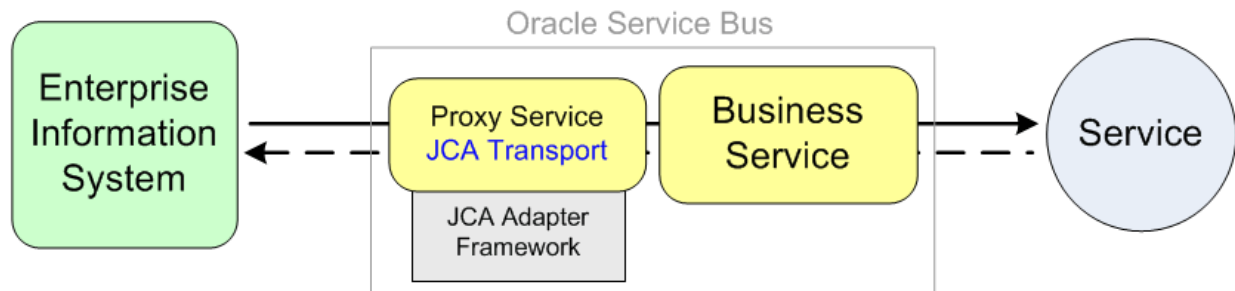 Oracle Service Bus
Enterprise
Information
System
Proxy Service
JCA Transport
JCA Adapter
Framework
Business
Service
Service